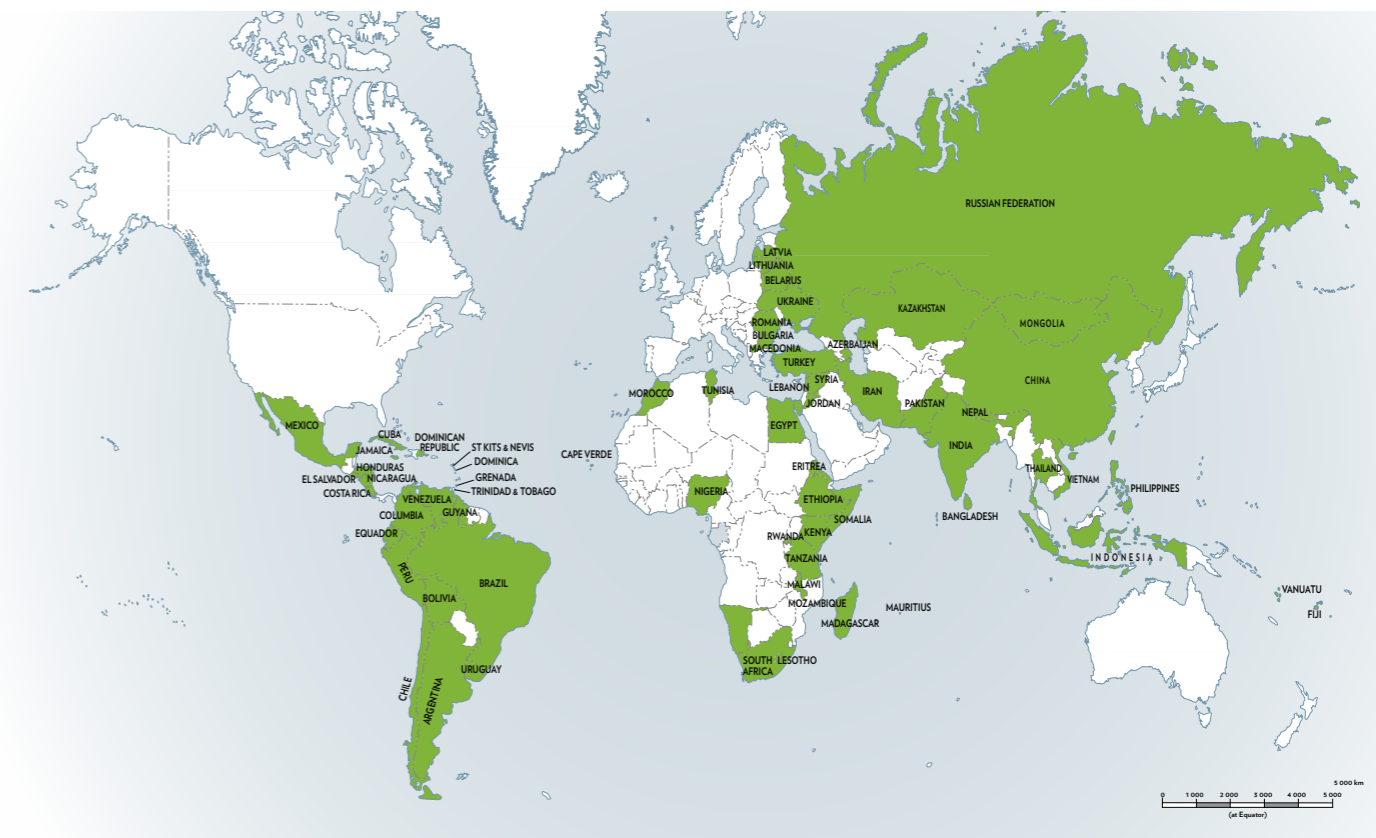 RUSSIAN FEDERATION
LATVIA
LITHUANIA
BELARUS
UKRAINE
KAZAKHSTAN
MONGOLIA
ROMANIA
BULGARIA
AZERBAIJAN
MACEDONIA
TURKEY
CHINA
SYRIA
LEBANON
IRAN
MOROCCO
TUNISIA
JORDAN
PAKISTAN
NEPAL
MEXICO
EGYPT
CUBA
DOMINICAN
REPUBLIC
ST KITS & NEVIS
INDIA
JAMAICA
CAPE VERDE
DOMINICA
HONDURAS
ERITREA
THAILAND
EL SALVADOR
NICARAGUA
GRENADA
VIETNAM
COSTA RICA
TRINIDAD & TOBAGO
NIGERIA
PHILIPPINES
VENEZUELA
ETHIOPIA
COLUMBIA
GUYANA
SOMALIA
BANGLADESH
EQUADOR
RWANDA
KENYA
TANZANIA
INDONESIA
PERU
BRAZIL
MALAWI
VANUATU
BOLIVIA
MOZAMBIQUE
MAURITIUS
FIJI
MADAGASCAR
URUGUAY
SOUTH
AFRICA
LESOTHO
CHILE
ARGENTINA
5 000 km
0 1 000 2 000 3 000 4 000 5 000
(at Equator)